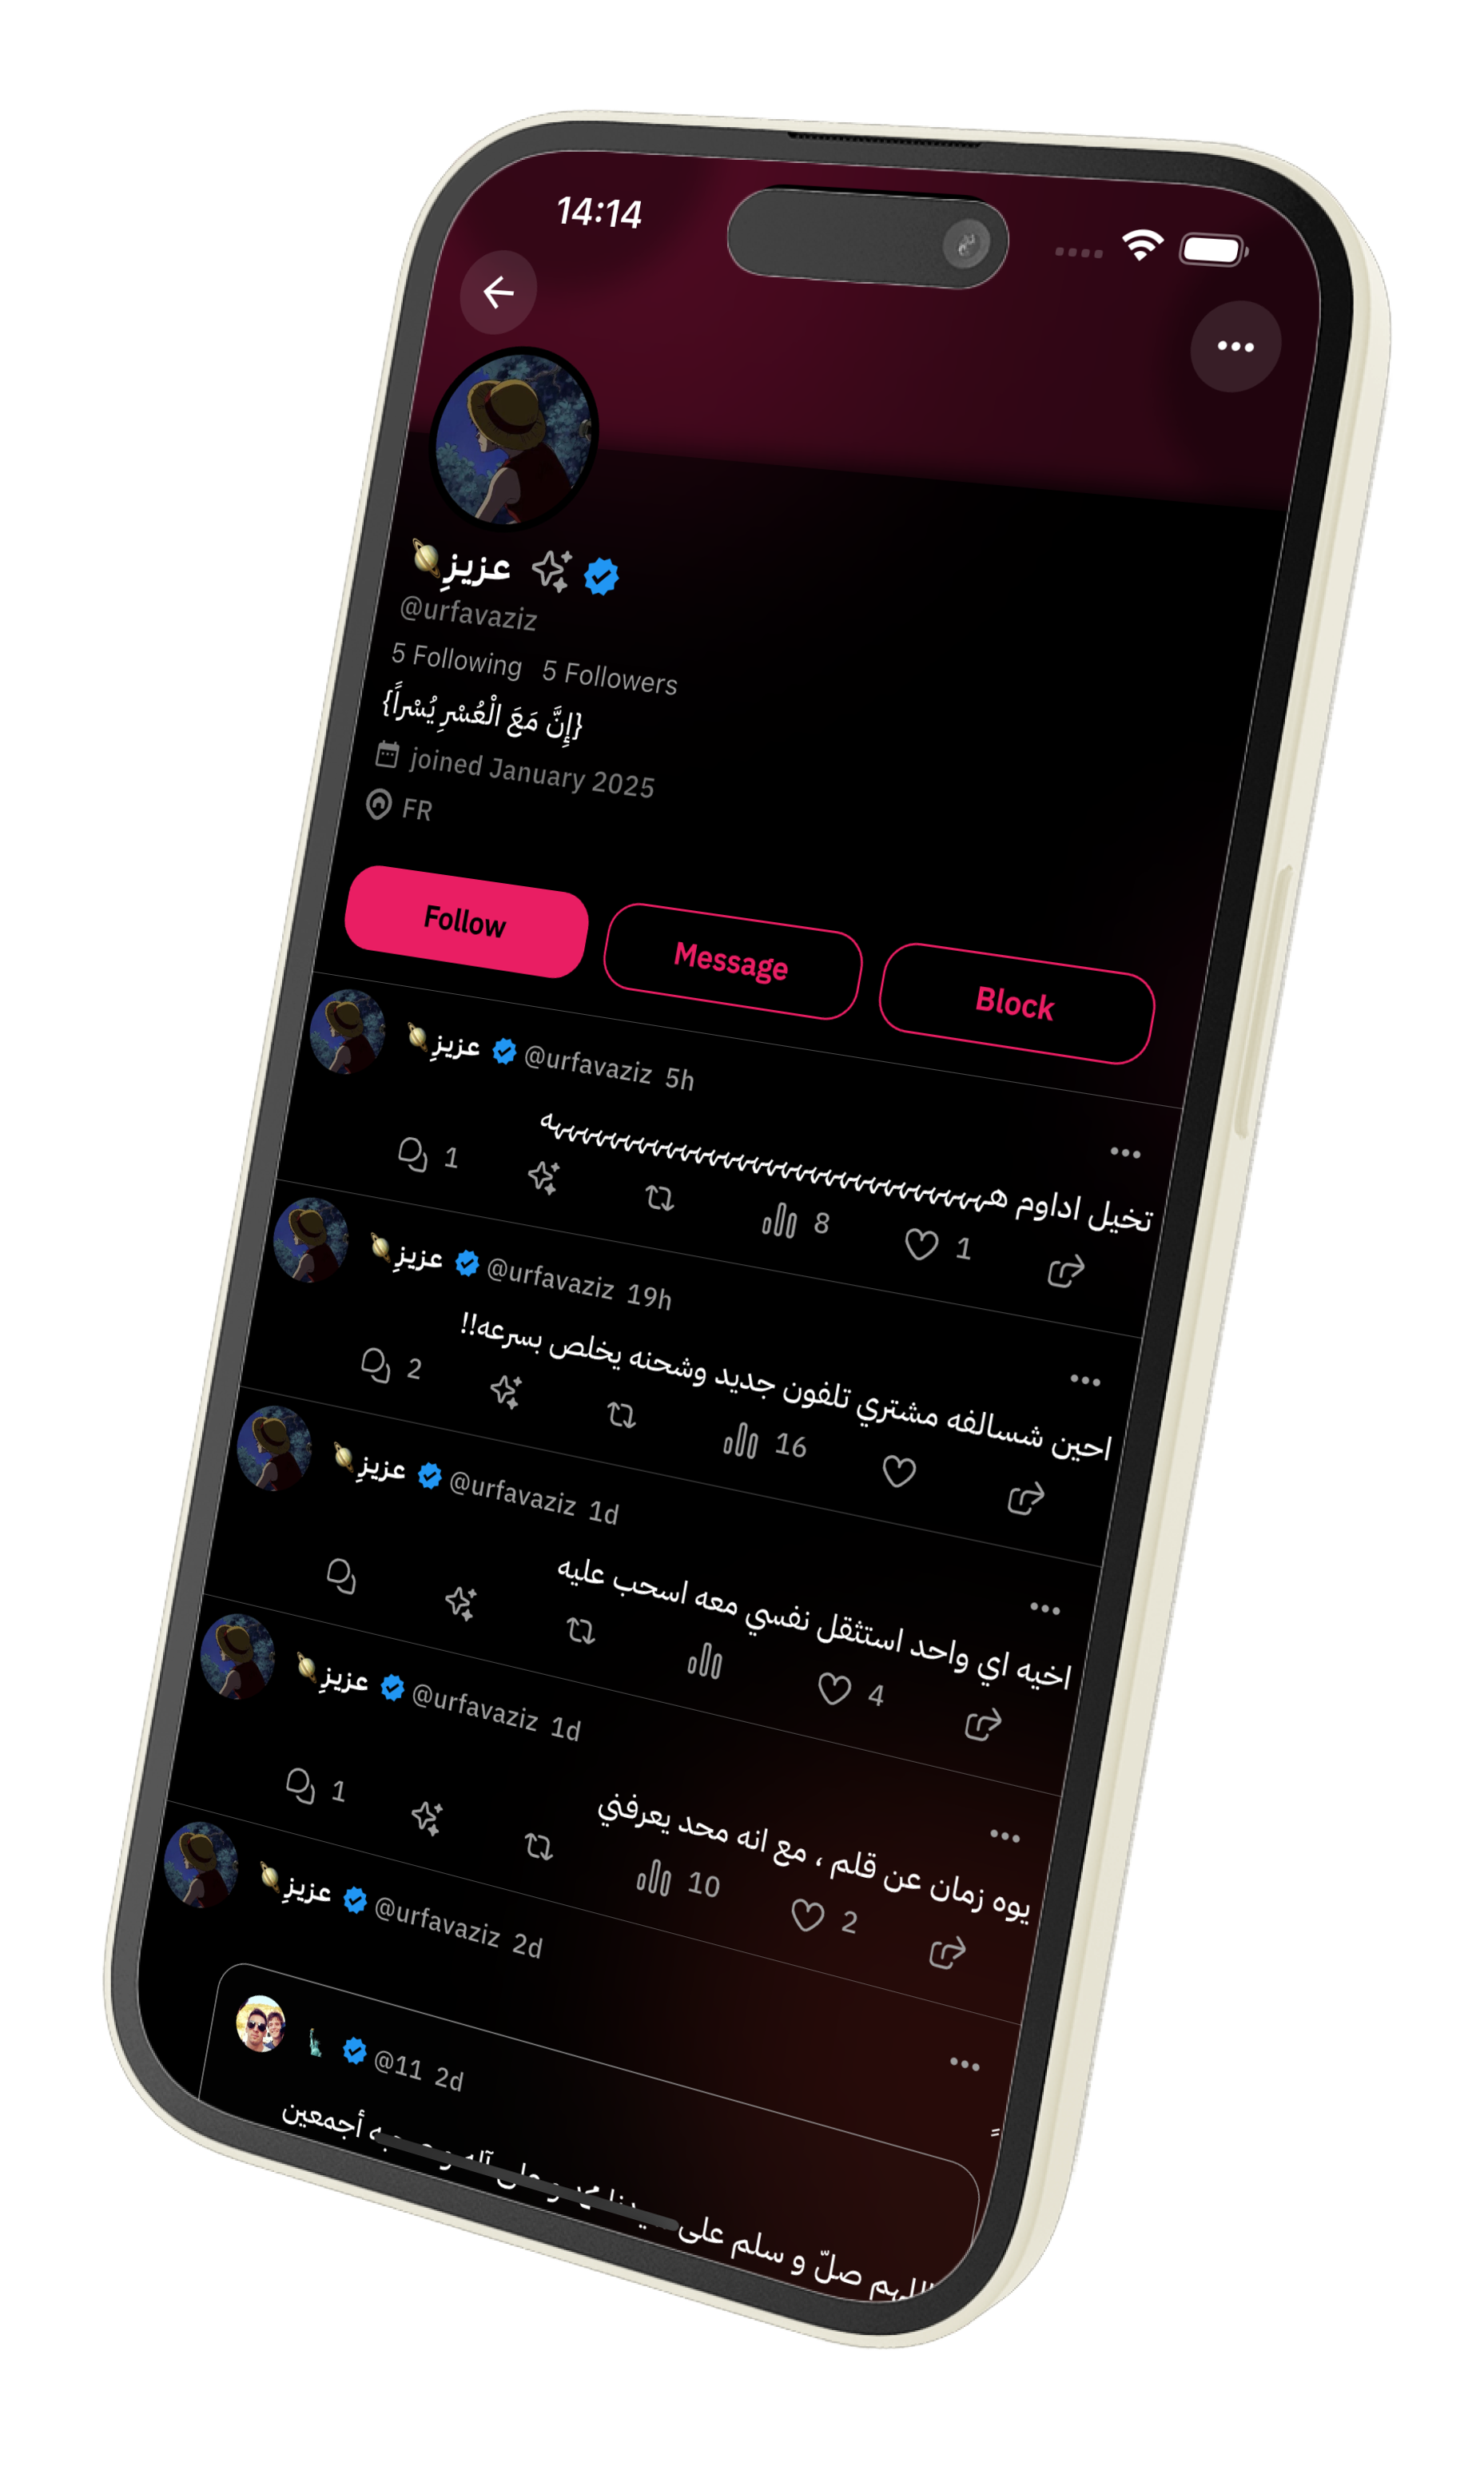 14:14
عزيزِ🪐
@urfavaziz
5 Following 5 Followers
{إِنَّ مَعَ الْعُسْرِ يُسْراً}
joined January 2025
FR
Follow
Message
Block
عزيزِ🪐 @urfavaziz 5h
تخيل اداوم هههههههههههههههههههههههههههههههه
1 8 1
عزيزِ🪐 @urfavaziz 19h
احين شسالفه مشتري تلفون جديد وشحنه يخلص بسرعه!!
2 16
عزيزِ🪐 @urfavaziz 1d
اخيه اي واحد استثقل نفسي معه اسحب عليه
4
عزيزِ🪐 @urfavaziz 1d
يوه زمان عن قلم ، مع انه محد يعرفني
1 10 2
عزيزِ🪐 @urfavaziz 2d
🗽 @11 2d
اللهم صلّ و سلم على أجمعين